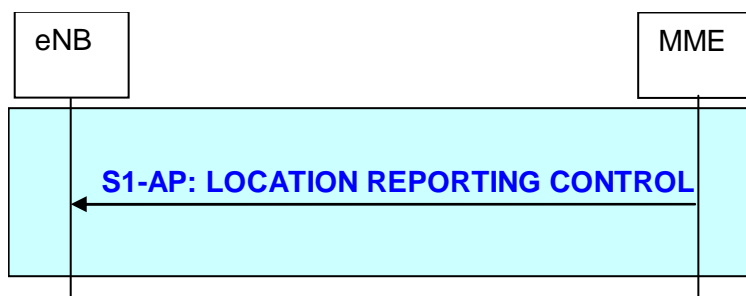 eNB
MME
S1-AP: LOCATION REPORTING CONTROL